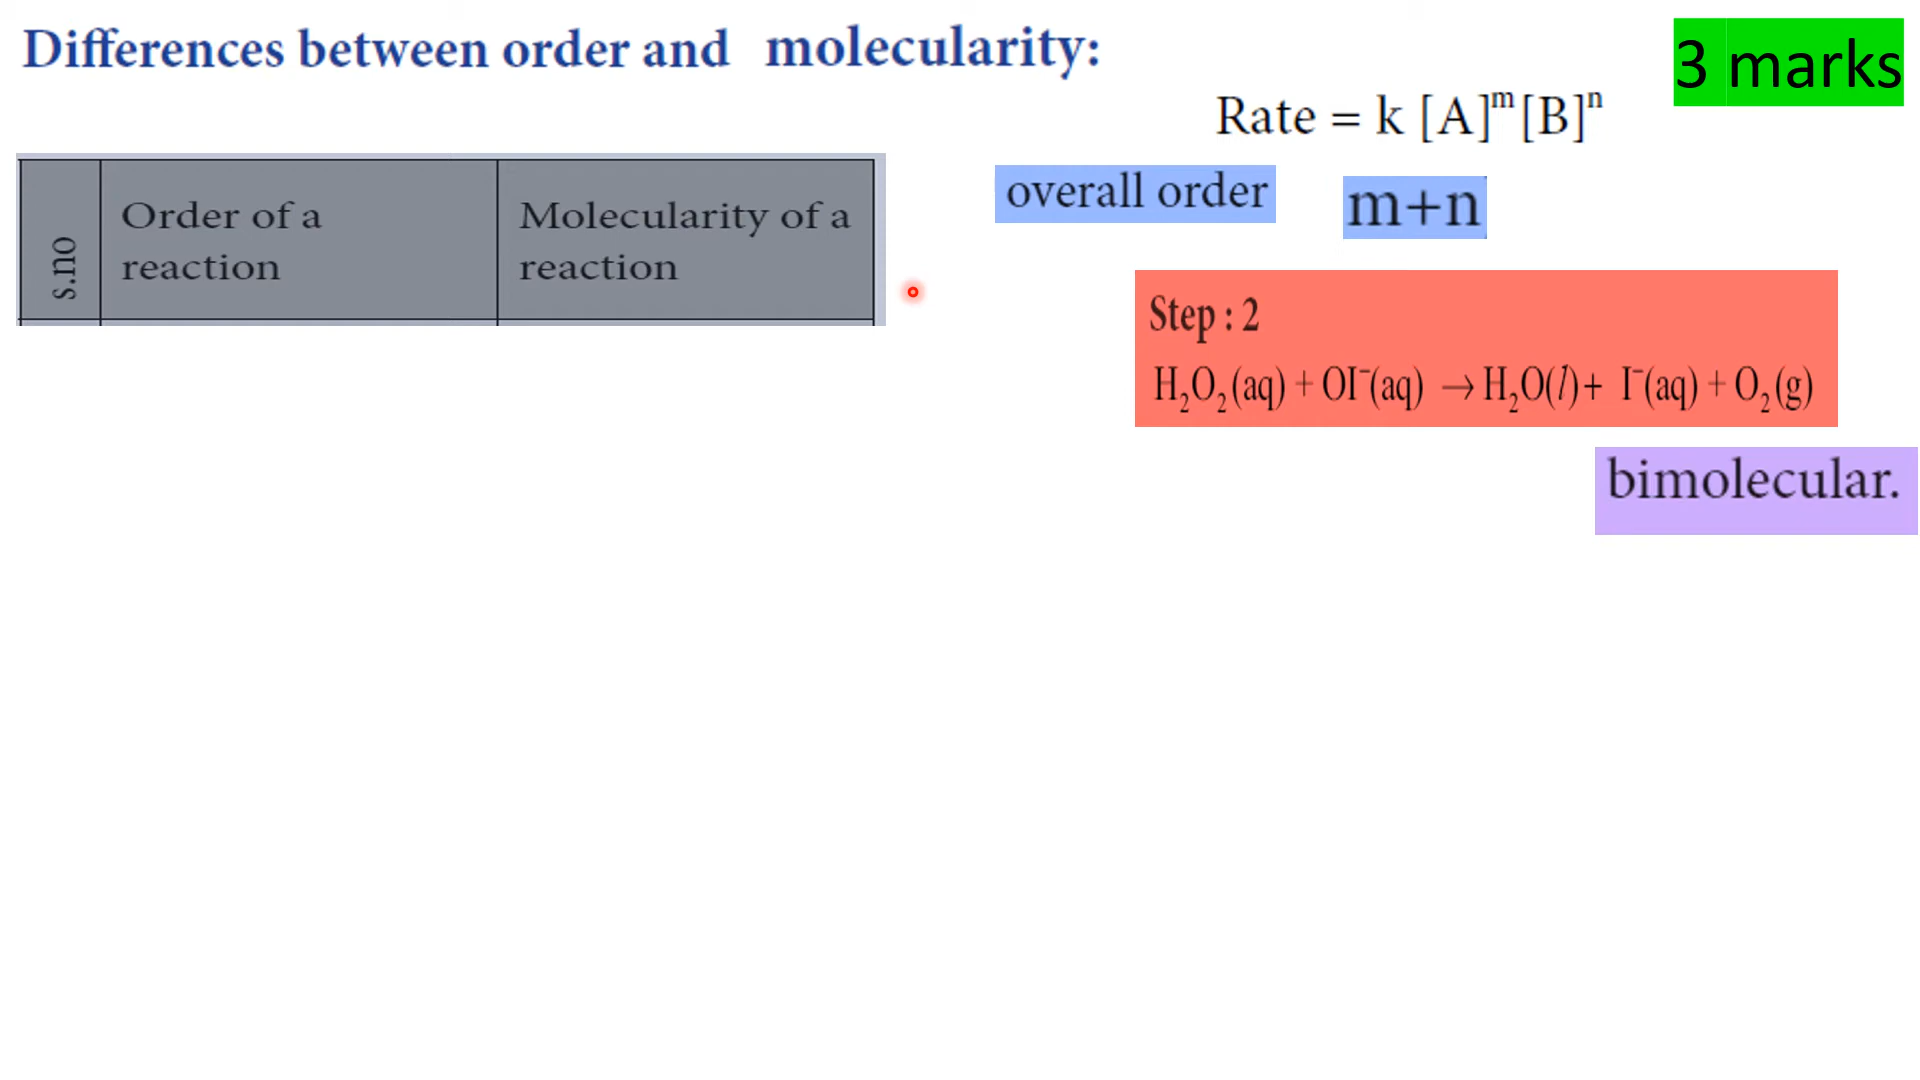 Differences between order and molecularity:
3 marks
Rate = k [A]ᵐ[B]ⁿ
overall order m+n
s.no
Order of a reaction
Molecularity of a reaction
Step : 2
H₂O₂(aq) + OI⁻(aq) → H₂O(l) + I⁻(aq) + O₂(g)
bimolecular.